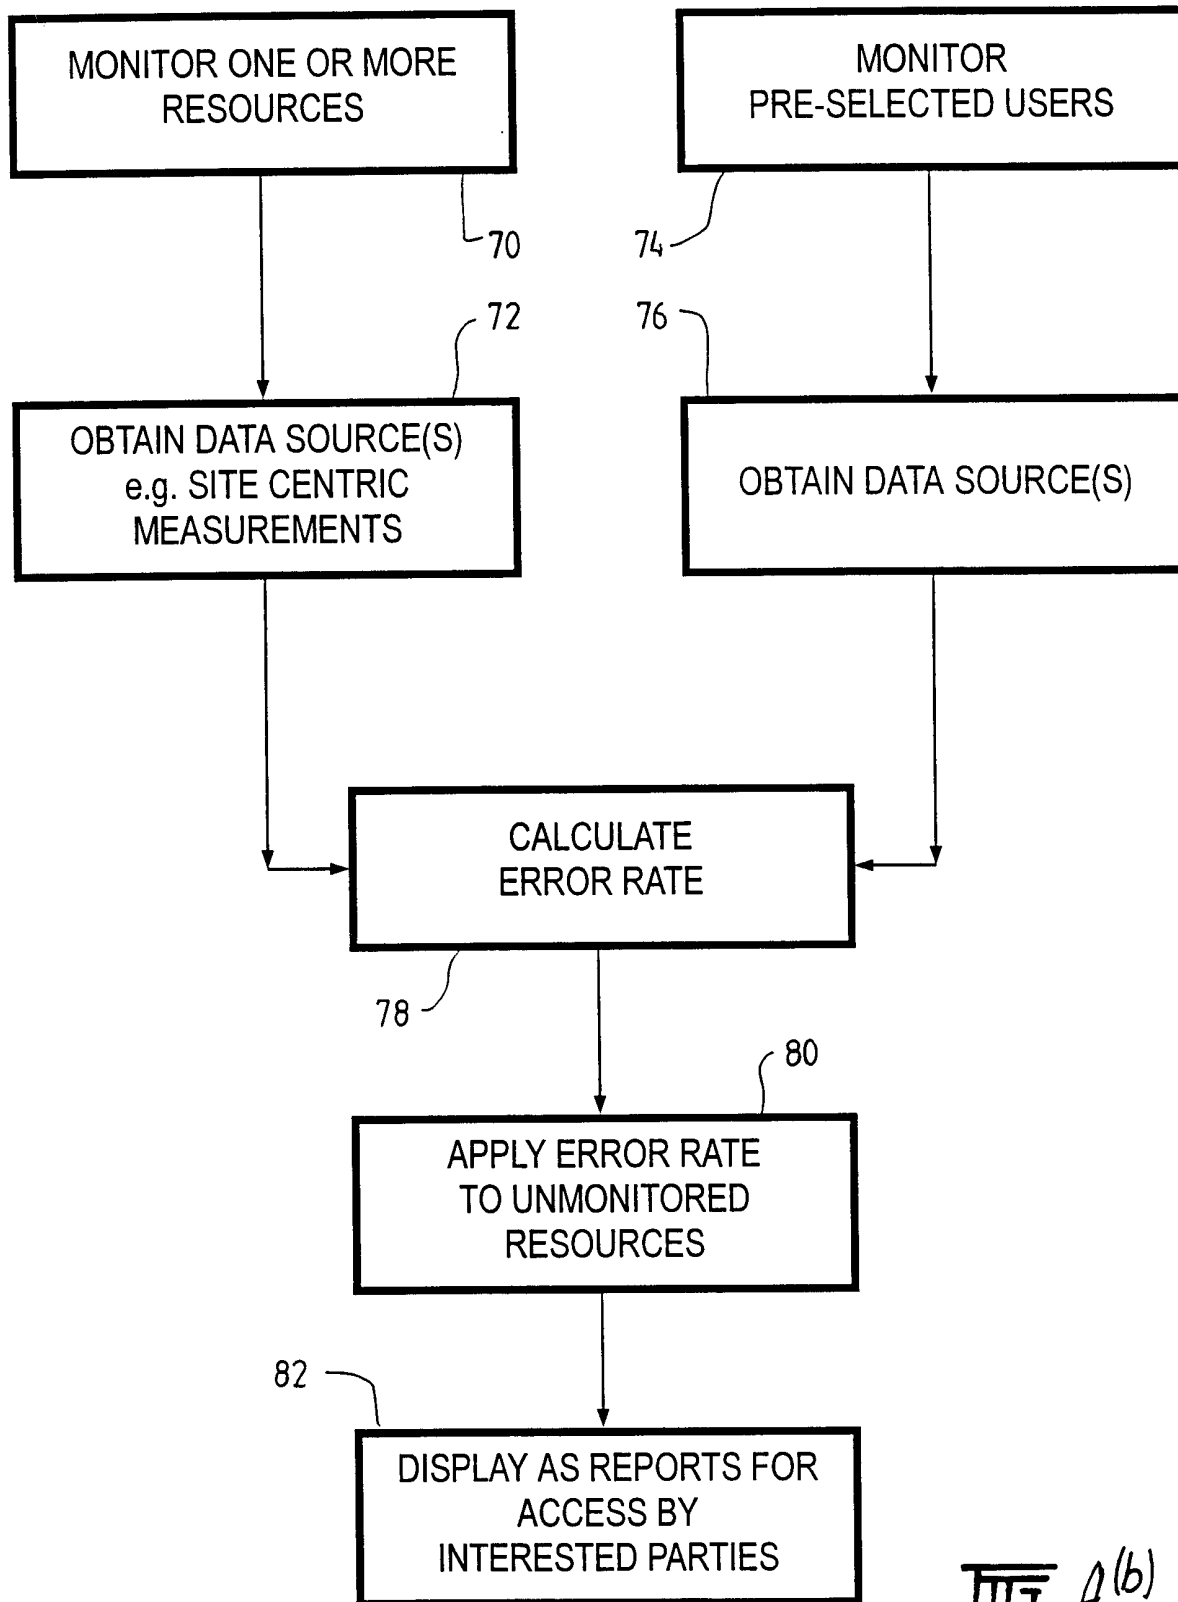 MONITOR ONE OR MORE
RESOURCES
MONITOR
PRE-SELECTED USERS
70
74
72
76
OBTAIN DATA SOURCE(S)
e.g. SITE CENTRIC
MEASUREMENTS
OBTAIN DATA SOURCE(S)
CALCULATE
ERROR RATE
78
80
APPLY ERROR RATE
TO UNMONITORED
RESOURCES
82
DISPLAY AS REPORTS FOR
ACCESS BY
INTERESTED PARTIES
(b)